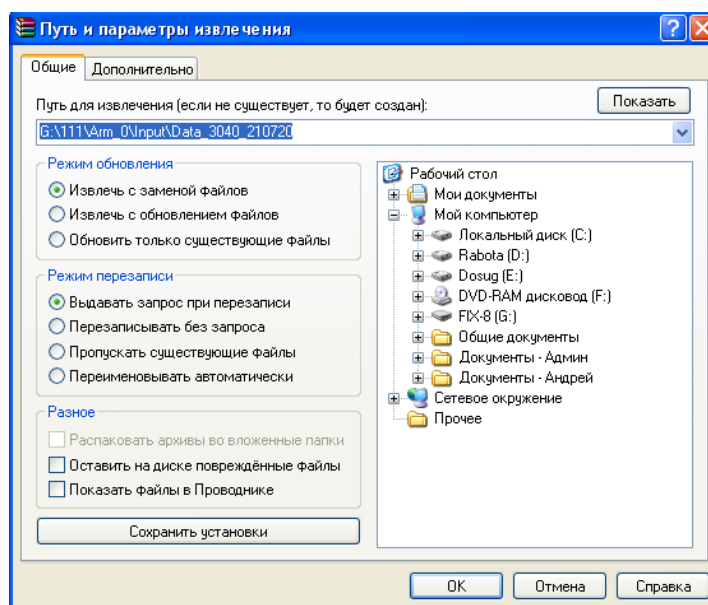 Путь и параметры извлечения
Общие
Дополнительно
Путь для извлечения (если не существует, то будет создан):
Показать
G:\111\Arm_0\Input\Data_3040_210720
Режим обновления
Извлечь с заменой файлов
Извлечь с обновлением файлов
Обновить только существующие файлы
Режим перезаписи
Выдавать запрос при перезаписи
Перезаписывать без запроса
Пропускать существующие файлы
Переименовывать автоматически
Разное
Распаковать архивы во вложенные папки
Оставить на диске повреждённые файлы
Показать файлы в Проводнике
Сохранить установки
Рабочий стол
Мои документы
Мой компьютер
Локальный диск (C:)
Rabota (D:)
Dosug (E:)
DVD-RAM дисковод (F:)
FIX-8 (G:)
Общие документы
Документы - Админ
Документы - Андрей
Сетевое окружение
Прочее
OK
Отмена
Справка